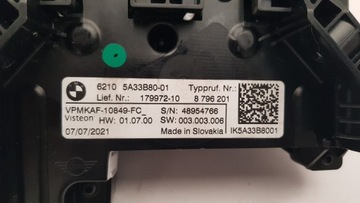 6210 5A33B80-01 Typpruf. Nr.:
Lief. Nr.: 179972-10 8 796 201
VPMKAF-10849-FC_ S/N: 48954766
Visteon HW: 01.07.00 SW: 003.003.006
07/07/2021 Made in Slovakia IK5A33B8001